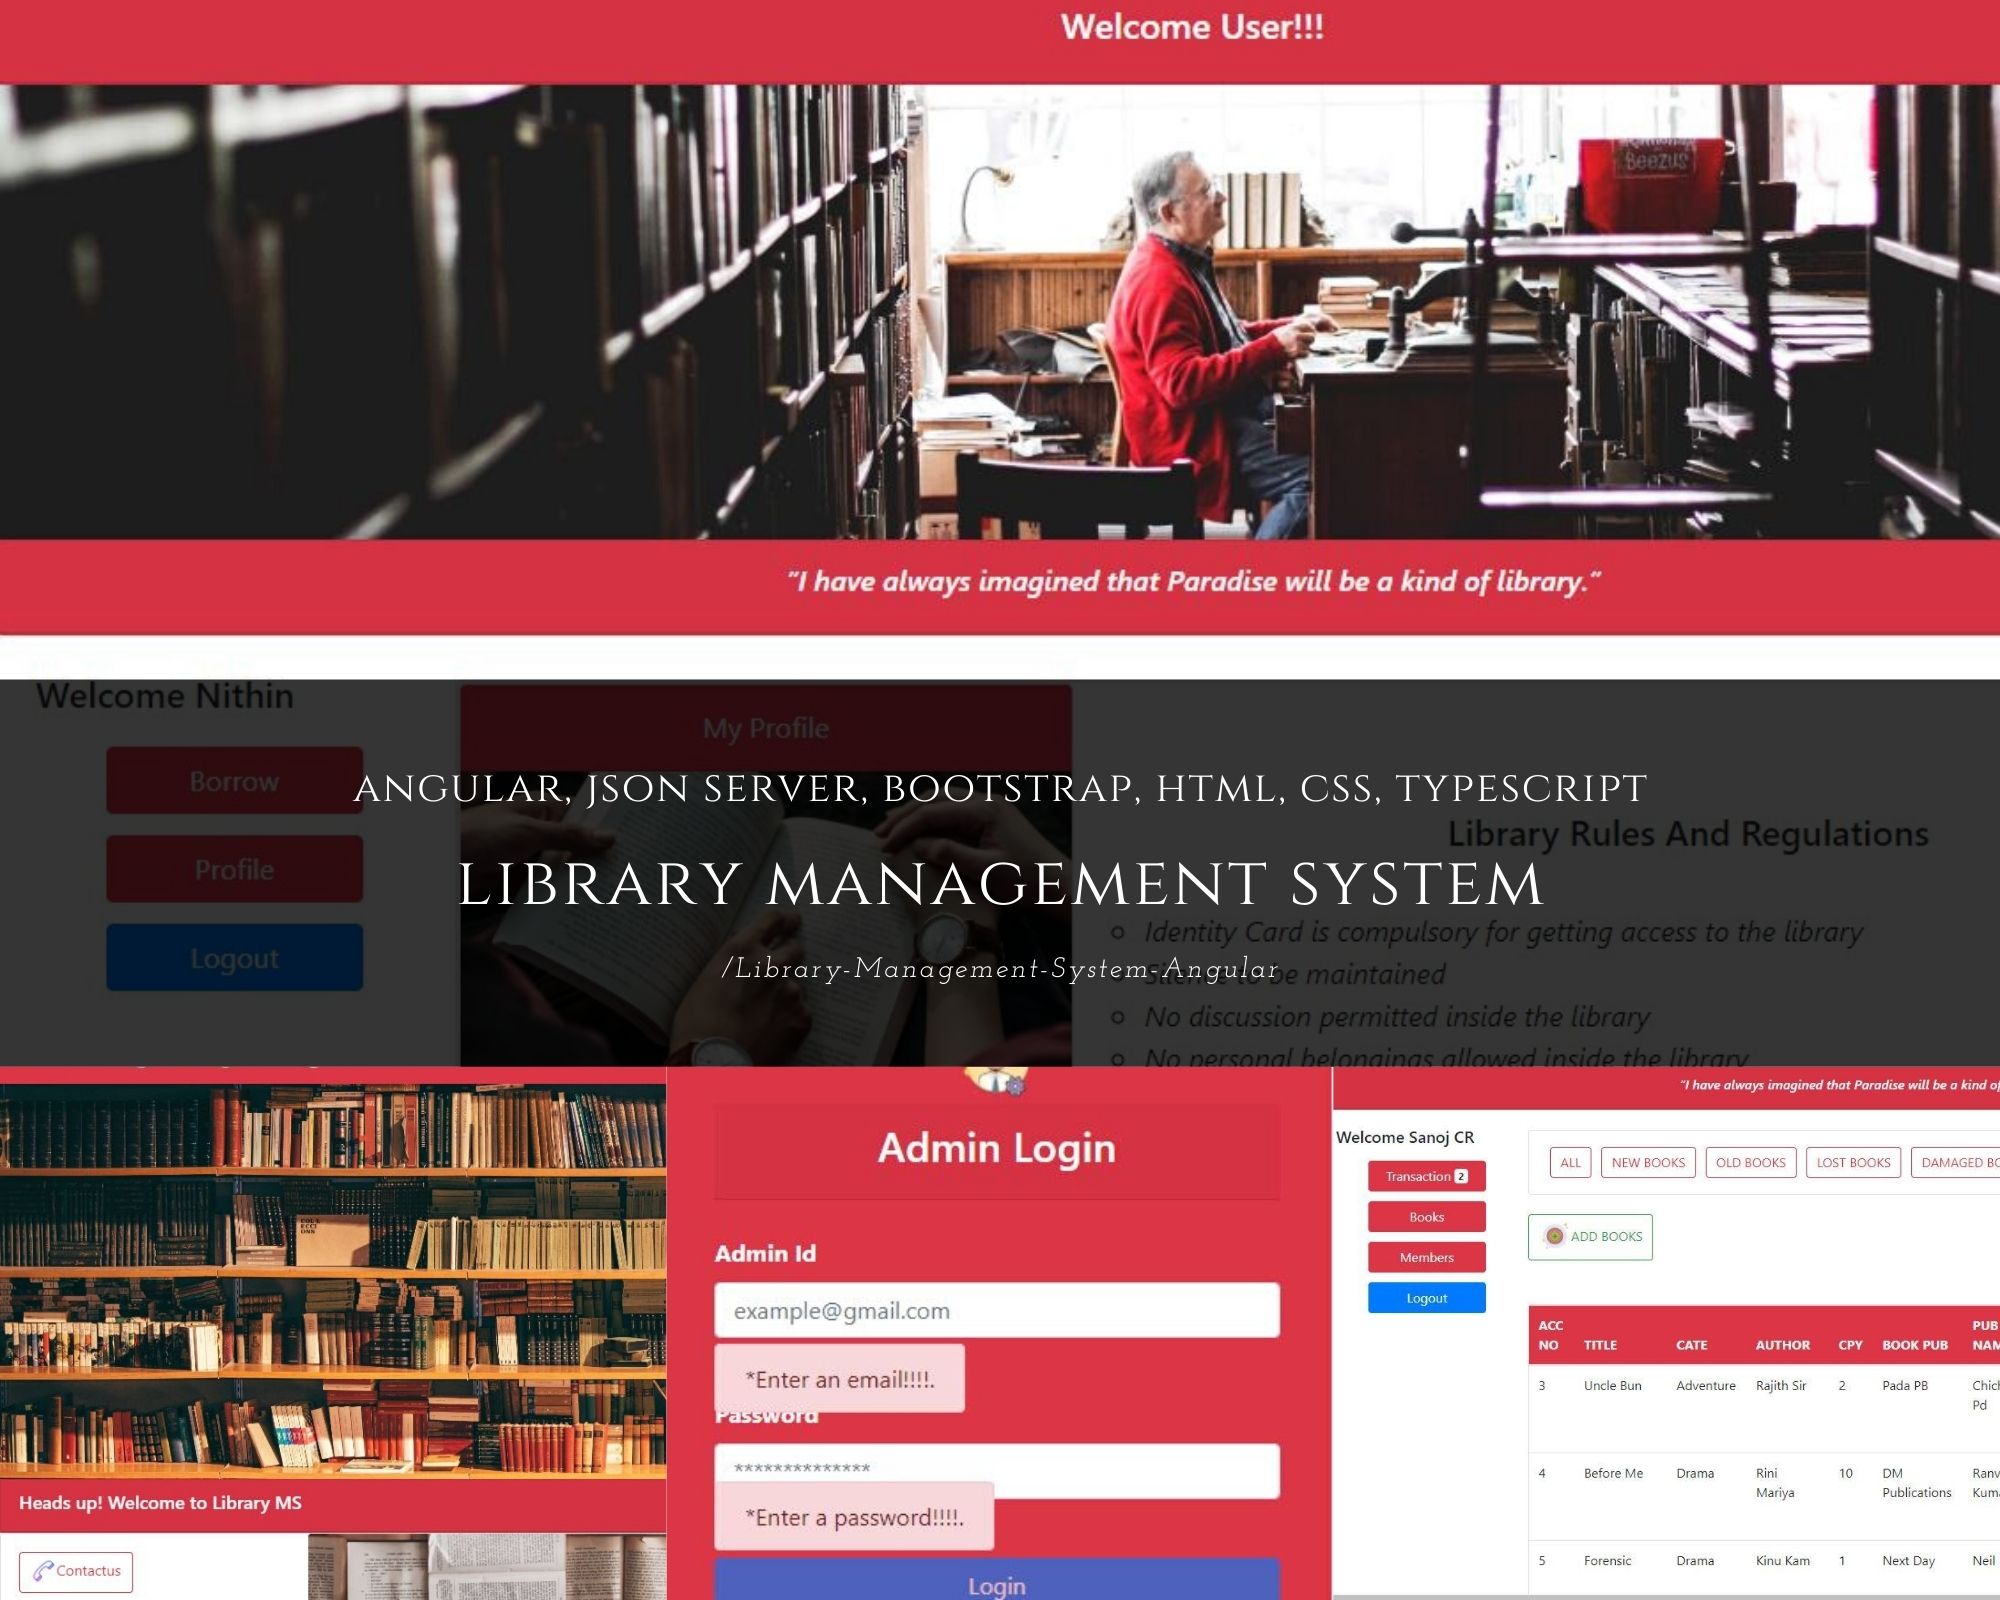 Welcome User!!!
Beezus
"I have always imagined that Paradise will be a kind of library."
Welcome Nithin
My Profile
Borrow
ANGULAR, JSON SERVER, BOOTSTRAP, HTML, CSS, TYPESCRIPT
Library Rules And Regulations
Profile
LIBRARY MANAGEMENT SYSTEM
Identity Card is compulsory for getting access to the library
Logout
/Library-Management-System-Angular
Silence to be maintained
No discussion permitted inside the library
No personal belongings allowed inside the library
Heads up! Welcome to Library MS
Contactus
Admin Login
Admin Id
example@gmail.com
*Enter an email!!!!.
Password
**************
*Enter a password!!!!.
Login
"I have always imagined that Paradise will be a kind of
Welcome Sanoj CR
Transaction 2
Books
Members
Logout
ALL NEW BOOKS OLD BOOKS LOST BOOKS DAMAGED
ADD BOOKS
ACC NO TITLE CATE AUTHOR CPY BOOK PUB PUB
3 Uncle Bun Adventure Rajith Sir 2 Pada PB
Pd
4 Before Me Drama Rini 10 DM
Mariya Publications
5 Forensic Drama Kinu Kam 1 Next Day Neil